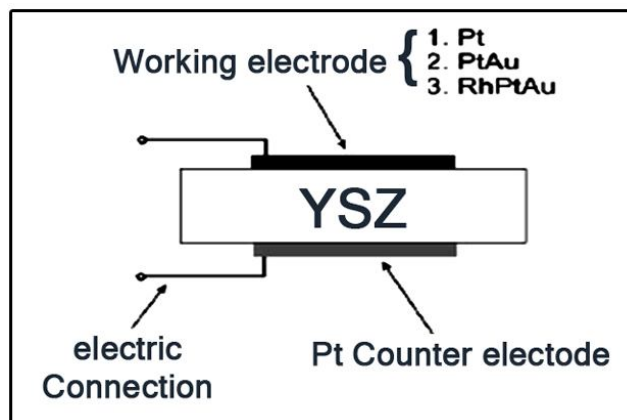 Working electrode { 1. Pt
2. PtAu
3. RhPtAu
YSZ
electric
Connection
Pt Counter electode